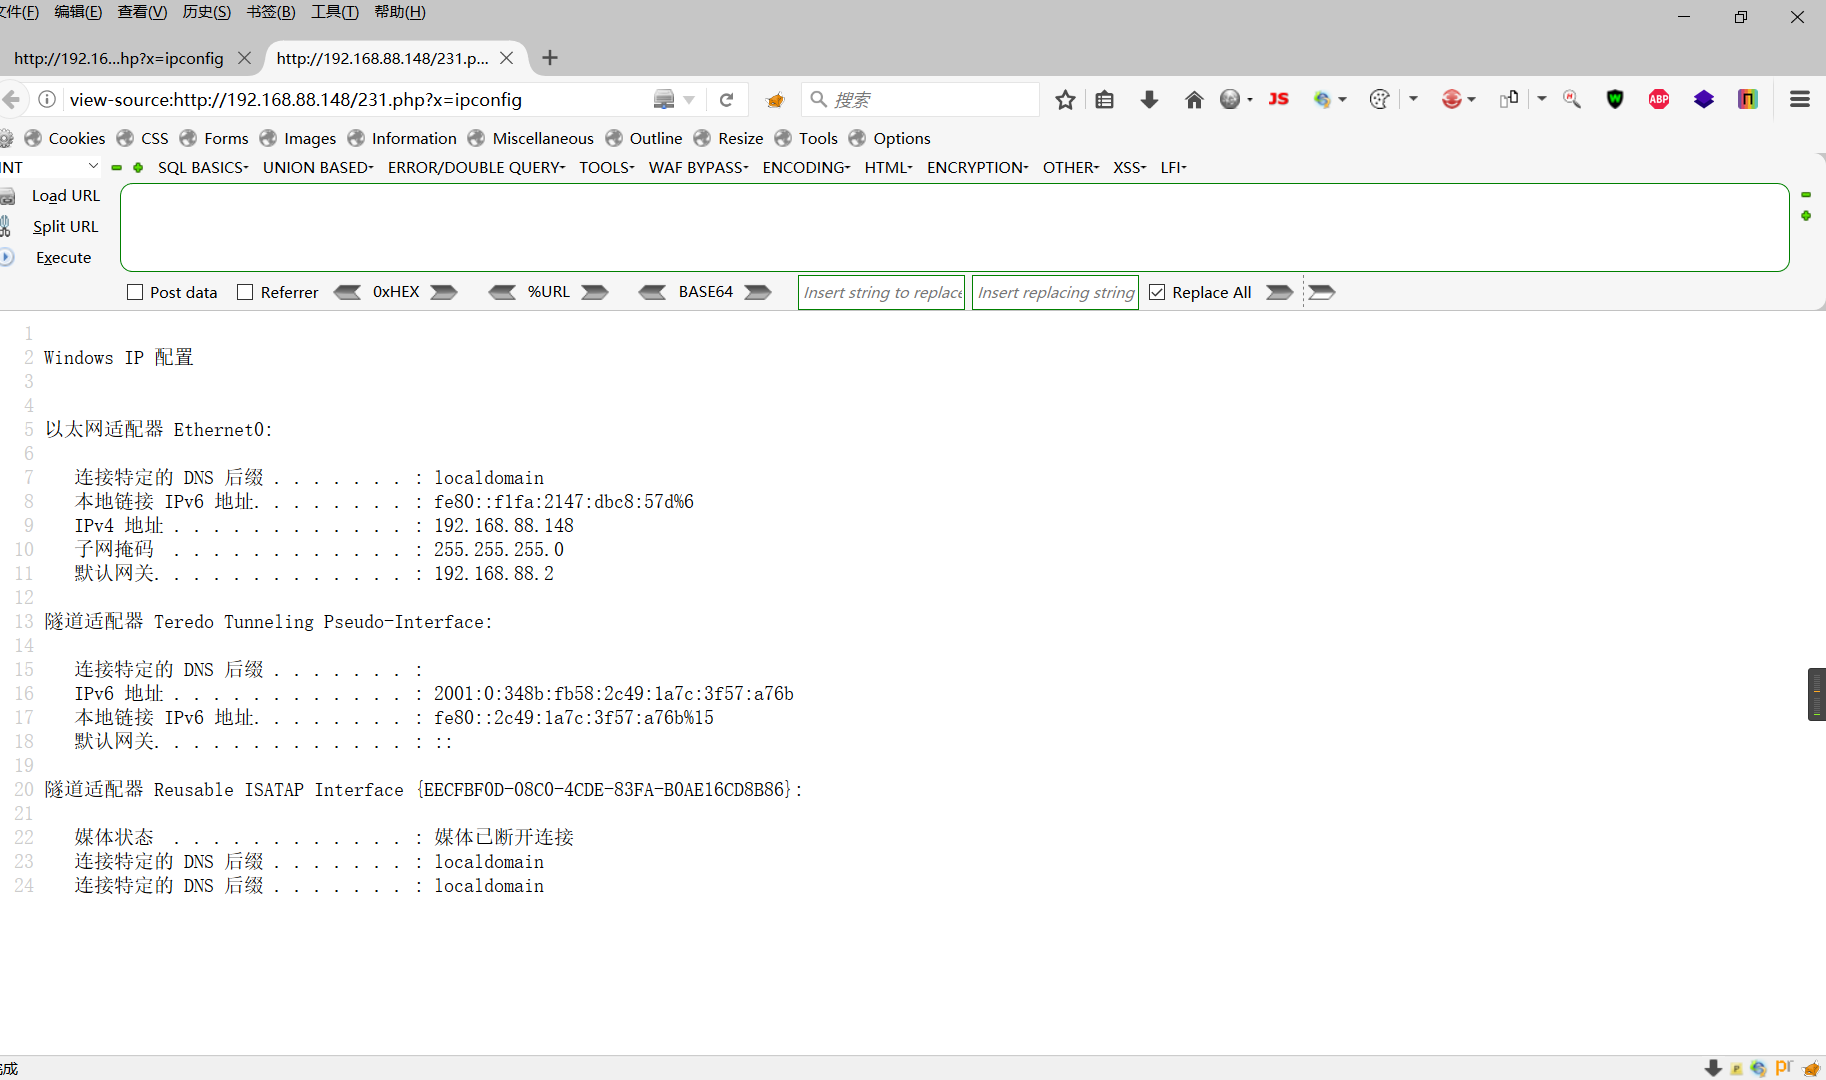 文件(F) 编辑(E) 查看(V) 历史(S) 书签(B) 工具(T) 帮助(H)
http://192.16...hp?x=ipconfig http://192.168.88.148/231.p...
view-source:http://192.168.88.148/231.php?x=ipconfig 搜索 JS ABP
Cookies CSS Forms Images Information Miscellaneous Outline Resize Tools Options
INT SQL BASICS UNION BASED ERROR/DOUBLE QUERY TOOLS WAF BYPASS ENCODING HTML ENCRYPTION OTHER XSS LFI
Load URL
Split URL
Execute
Post data Referrer 0xHEX %URL BASE64 Insert string to replace Insert replacing string Replace All
1
2 Windows IP 配置
3
4
5 以太网适配器 Ethernet0:
6
7 连接特定的 DNS 后缀 . . . . . . . : localdomain
8 本地链接 IPv6 地址. . . . . . . . : fe80::f1fa:2147:dbc8:57d%6
9 IPv4 地址 . . . . . . . . . . . . : 192.168.88.148
10 子网掩码  . . . . . . . . . . . . : 255.255.255.0
11 默认网关. . . . . . . . . . . . . : 192.168.88.2
12
13 隧道适配器 Teredo Tunneling Pseudo-Interface:
14
15 连接特定的 DNS 后缀 . . . . . . . :
16 IPv6 地址 . . . . . . . . . . . . : 2001:0:348b:fb58:2c49:1a7c:3f57:a76b
17 本地链接 IPv6 地址. . . . . . . . : fe80::2c49:1a7c:3f57:a76b%15
18 默认网关. . . . . . . . . . . . . : ::
19
20 隧道适配器 Reusable ISATAP Interface {EECFBF0D-08C0-4CDE-83FA-B0AE16CD8B86}:
21
22 媒体状态  . . . . . . . . . . . . : 媒体已断开连接
23 连接特定的 DNS 后缀 . . . . . . . : localdomain
24 连接特定的 DNS 后缀 . . . . . . . : localdomain
完成 pr